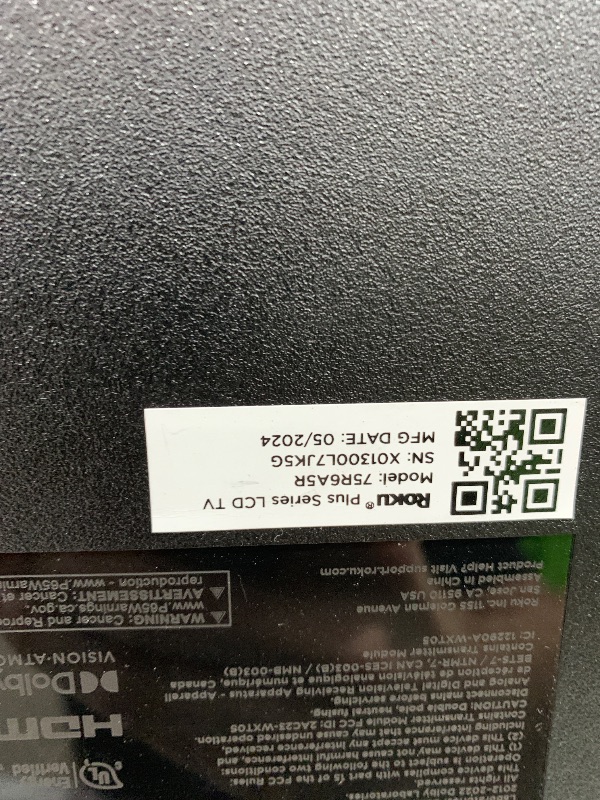 Roku® Plus Series LCD TV
Model: 75R6A5R
SN: X01300L7JK5G
MFG DATE: 05/2024
2012-2022 Dolby Laboratories.
All rights reserved.
This device complies with part 15 of the FCC Rules:
Operation is subject to the following two conditions:
(1) This device may not cause harmful interference, and
(2) This device must accept any interference received,
including interference that may cause undesired operation.
Contains Transmitter FCC ID: 2AC23-WXT05
CAUTION: Double pole, neutral fusing.
Disconnect mains before servicing.
Analog and Digital Television Receiving Apparatus - Appareil
de réception de télévision analogique et numérique, Canada
BETS-7 / NTMR-7, CAN ICES-003(B) / NMB-003(B)
Contains Transmitter Module
IC: 12290A-WXT05
Roku Inc. 1155 Coleman Avenue
San Jose, CA 95110 USA
Assembled in China
Product Help? Visit support.roku.com
UL
Energy
Verified
HDMI
Dolby
VISION·ATMO
WARNING: Cancer and Repro
www.P65Warnings.ca.gov.
AVERTISSEMENT: Cancer et
reproduction - www.P65Warni